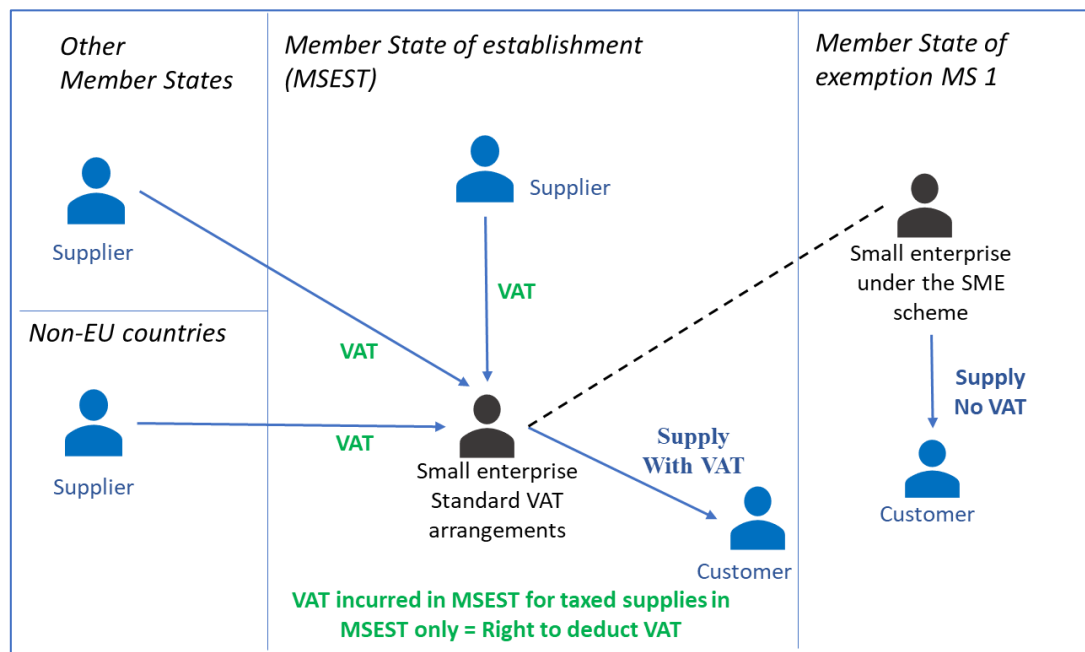 Other
Member States
Supplier
Non-EU countries
Supplier
Member State of establishment
(MSEST)
Supplier
VAT
VAT
VAT
Small enterprise
Standard VAT
arrangements
Supply
With VAT
Customer
VAT incurred in MSEST for taxed supplies in
MSEST only = Right to deduct VAT
Member State of
exemption MS 1
Small enterprise
under the SME
scheme
Supply
No VAT
Customer